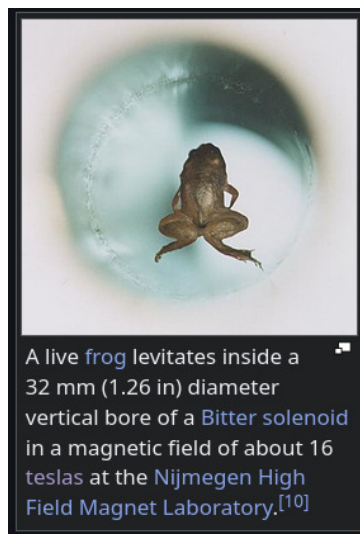 A live frog levitates inside a
32 mm (1.26 in) diameter
vertical bore of a Bitter solenoid
in a magnetic field of about 16
teslas at the Nijmegen High
Field Magnet Laboratory.[10]